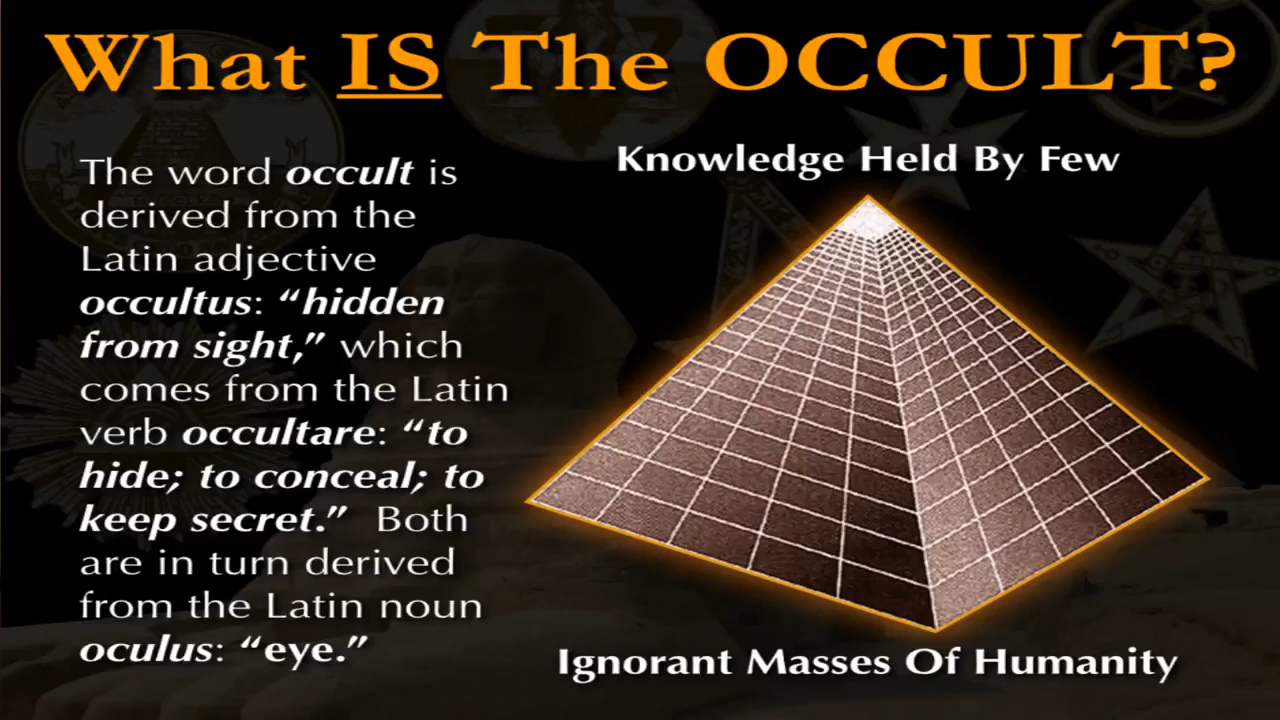 What IS The OCCULT?
The word occult is
derived from the
Latin adjective
occultus: “hidden
from sight,” which
comes from the Latin
verb occultare: “to
hide; to conceal; to
keep secret.” Both
are in turn derived
from the Latin noun
oculus: “eye.”
Knowledge Held By Few
Ignorant Masses Of Humanity